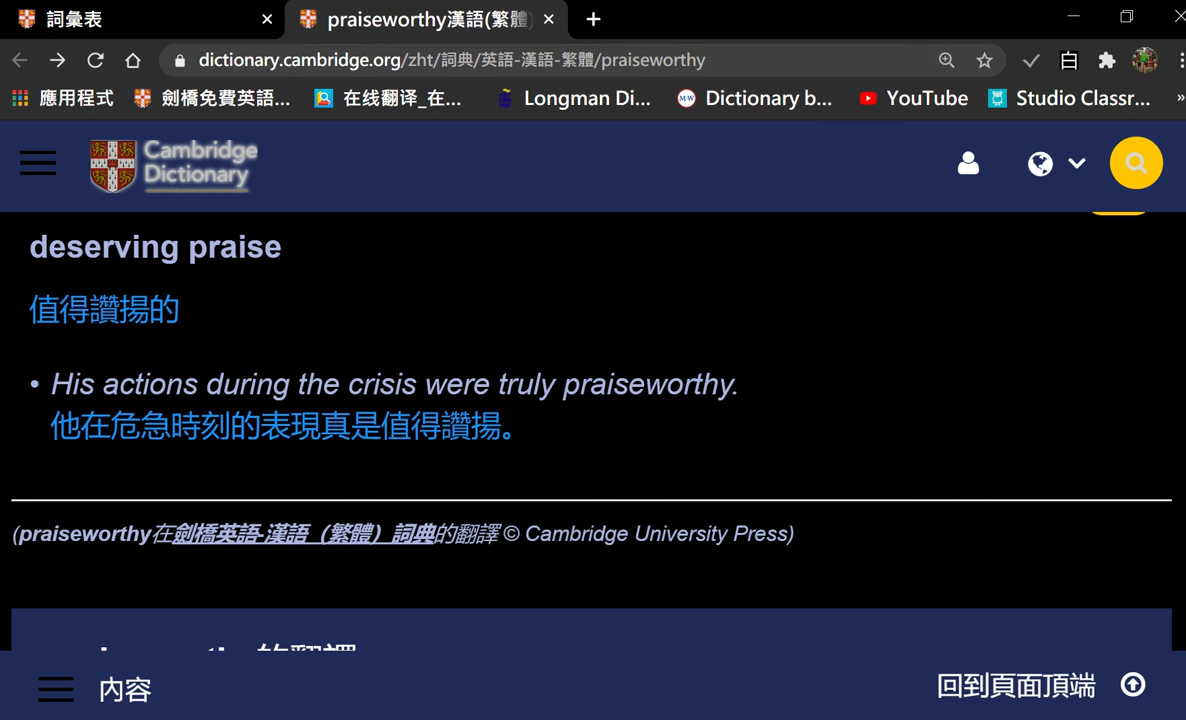 詞彙表
praiseworthy漢語(繁體)
dictionary.cambridge.org/zht/詞典/英語-漢語-繁體/praiseworthy
白
應用程式
劍橋免費英語...
在线翻译_在...
Longman Di...
M-W
Dictionary b...
YouTube
Studio Classr...
»
Cambridge
Dictionary
deserving praise
值得讚揚的
• His actions during the crisis were truly praiseworthy.
他在危急時刻的表現真是值得讚揚。
(praiseworthy在劍橋英語-漢語（繁體）詞典的翻譯 © Cambridge University Press)
的翻譯
內容
回到頁面頂端